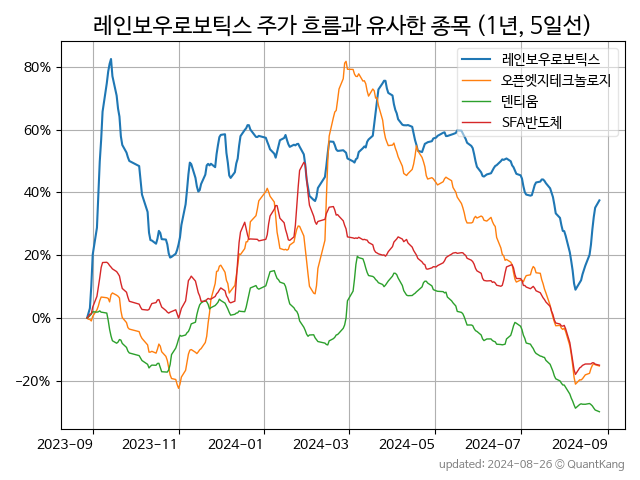 레인보우로보틱스 주가 흐름과 유사한 종목 (1년, 5일선)
레인보우로보틱스
오픈엣지테크놀로지
덴티움
SFA반도체
80%
60%
40%
20%
0%
−20%
2023-09 2023-11 2024-01 2024-03 2024-05 2024-07 2024-09
updated: 2024-08-26 © QuantKang